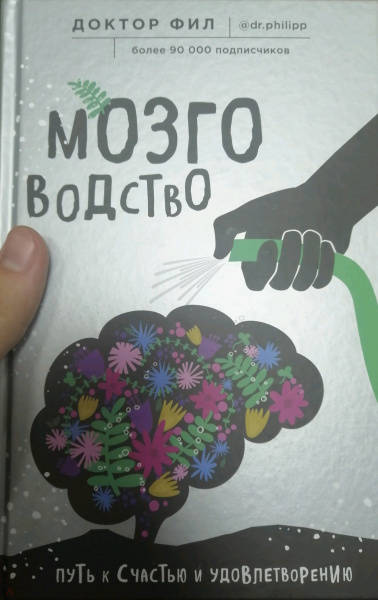 ДОКТОР ФИЛ @dr.philipp
более 90 000 подписчиков
МОЗГО
ВОДСТВО
ПУТЬ К СЧАСТЬЮ И УДОВЛЕТВОРЕНИЮ